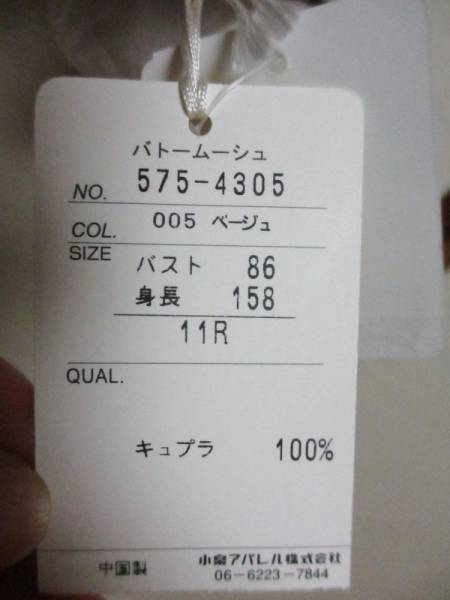 バトームーシュ
NO. 575-4305
COL. 005 ベージュ
SIZE バスト 86
身長 158
11R
QUAL.
キュプラ 100%
中国製 小泉アパレル株式会社
06-6223-7844